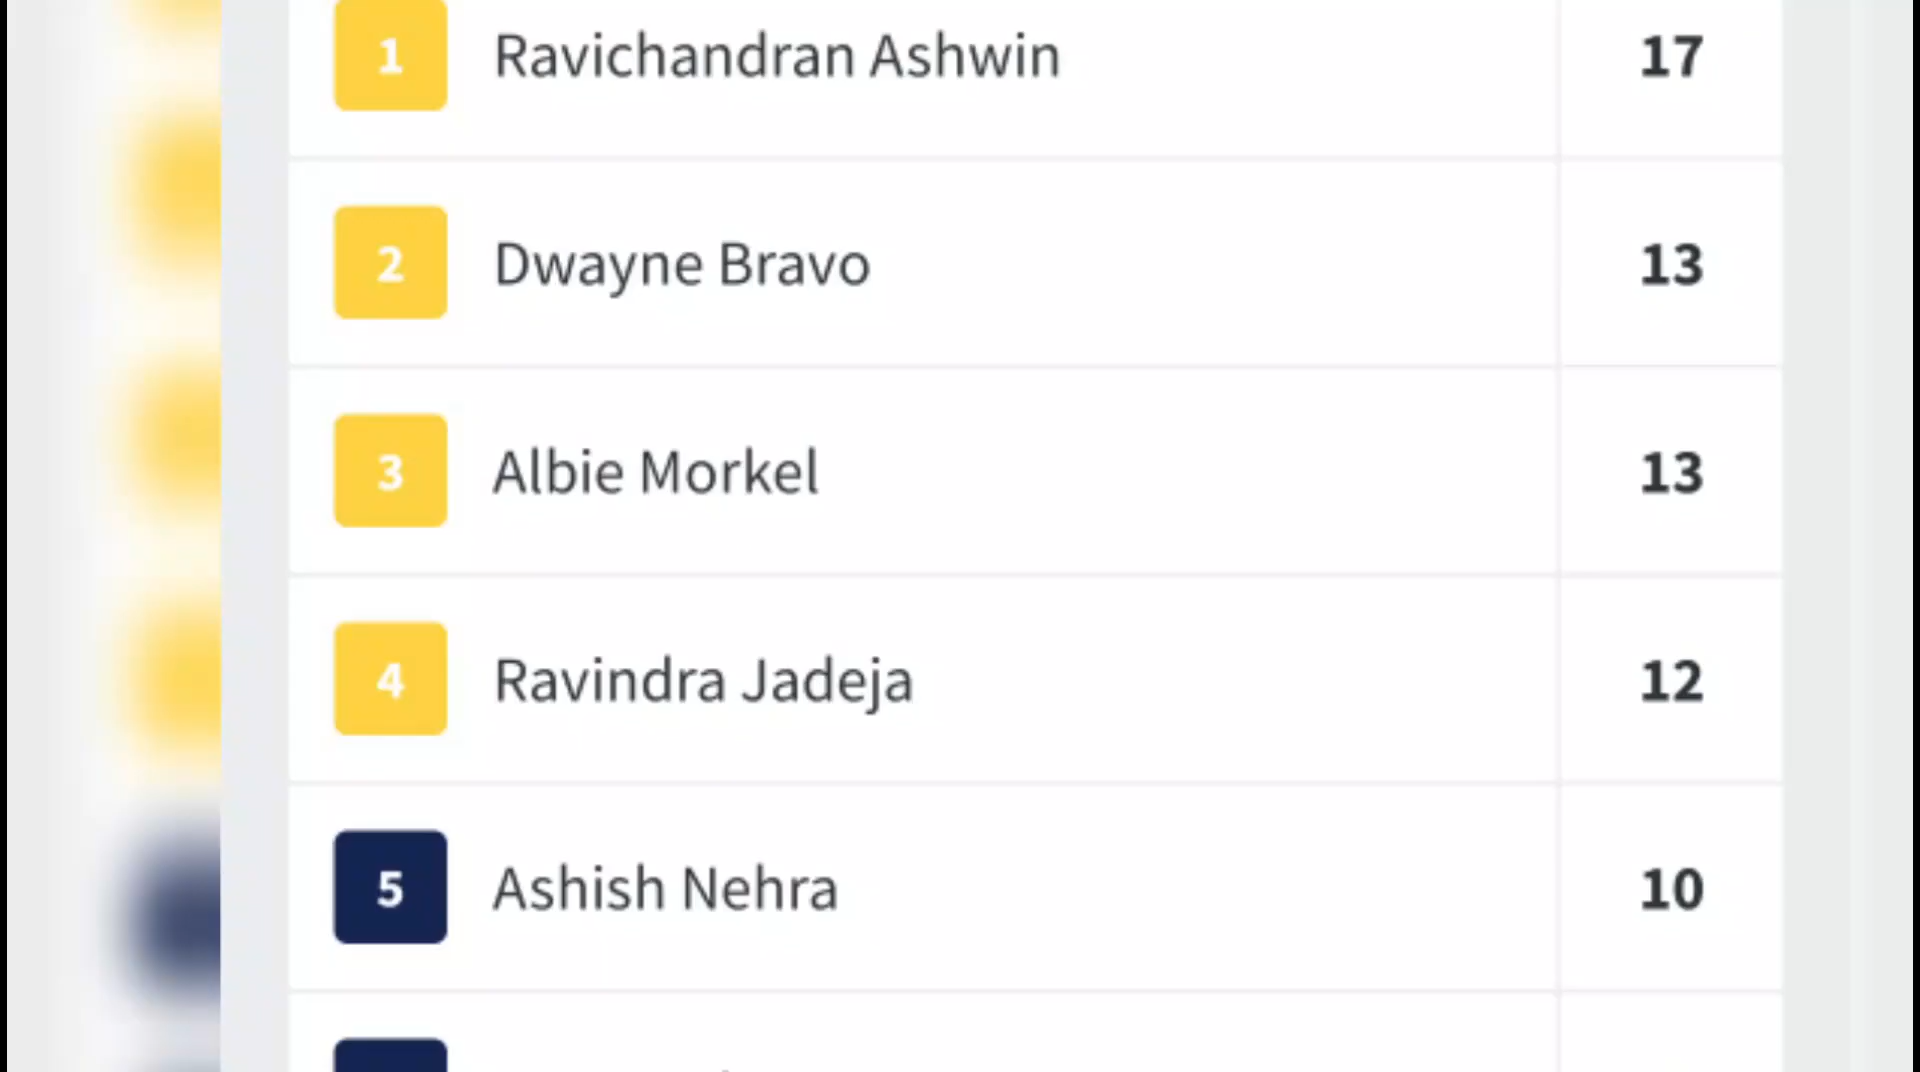 1 Ravichandran Ashwin 17
2 Dwayne Bravo 13
3 Albie Morkel 13
4 Ravindra Jadeja 12
5 Ashish Nehra 10